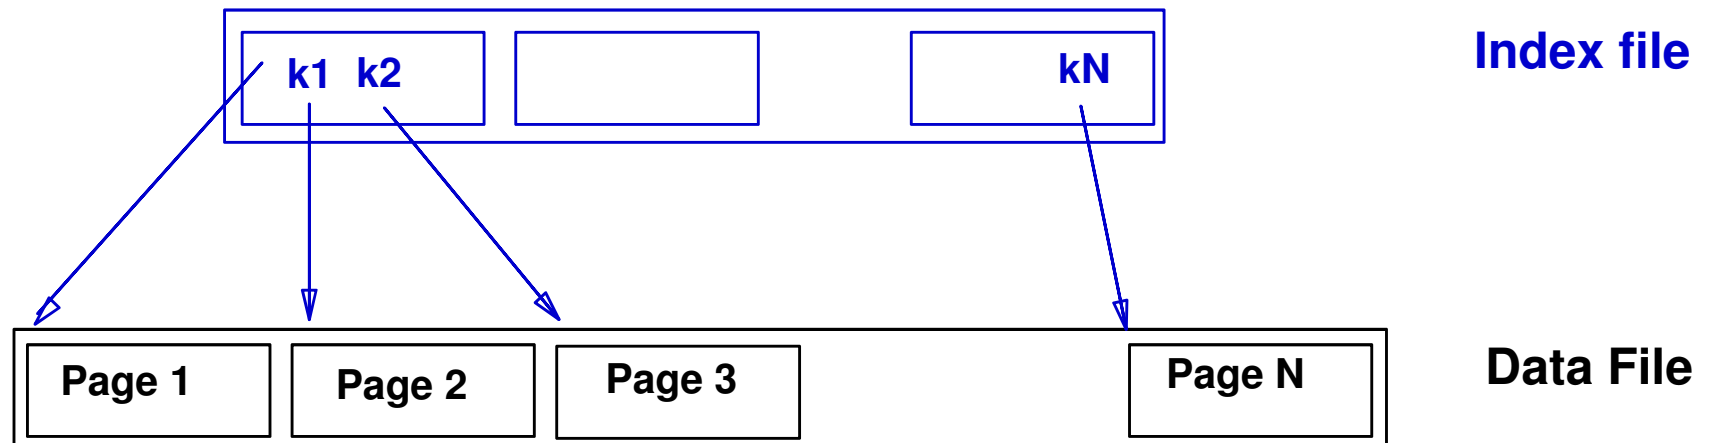 k1 k2
kN
Index file
Page 1
Page 2
Page 3
Page N
Data File